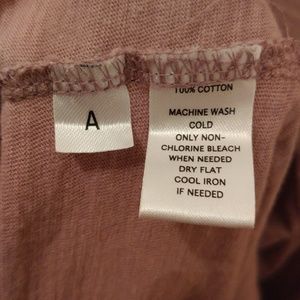 A
100% COTTON
MACHINE WASH
COLD
ONLY NON-
CHLORINE BLEACH
WHEN NEEDED
DRY FLAT
COOL IRON
IF NEEDED